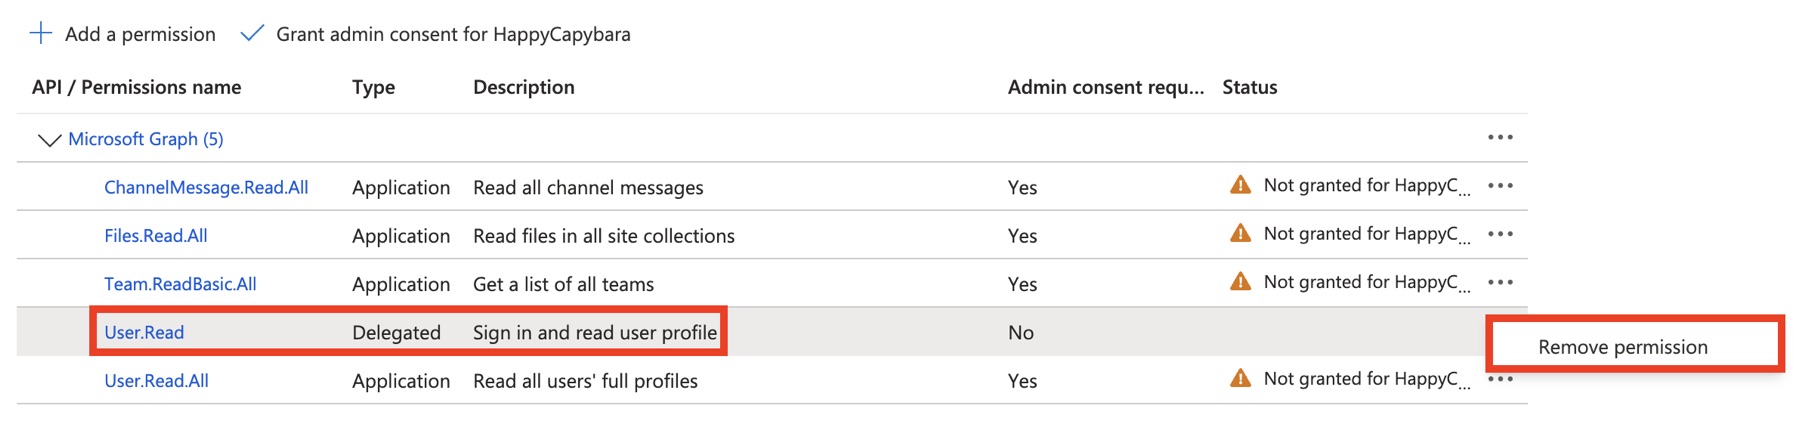 Add a permission Grant admin consent for HappyCapybara
API / Permissions name Type Description Admin consent requ... Status
Microsoft Graph (5) ...
ChannelMessage.Read.All Application Read all channel messages Yes Not granted for HappyC... ...
Files.Read.All Application Read files in all site collections Yes Not granted for HappyC... ...
Team.ReadBasic.All Application Get a list of all teams Yes Not granted for HappyC... ...
User.Read Delegated Sign in and read user profile No
Remove permission
User.Read.All Application Read all users' full profiles Yes Not granted for HappyC... ...